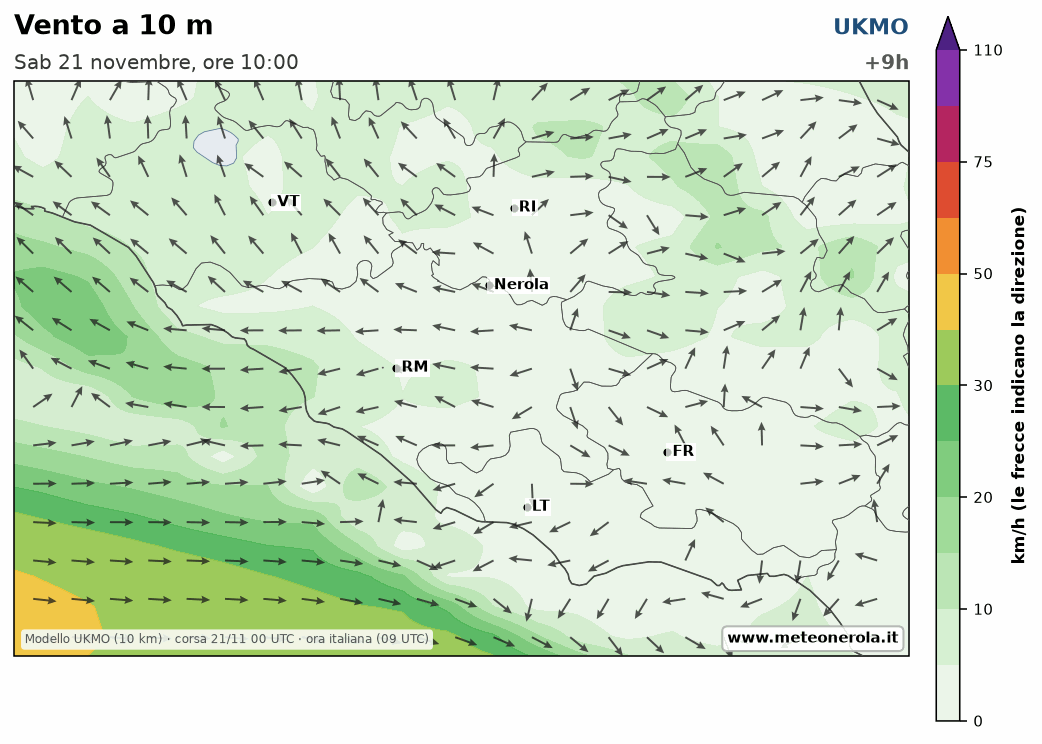 Vento a 10 m
UKMO
Sab 21 novembre, ore 10:00
+9h
VT
RI
Nerola
RM
FR
LT
Modello UKMO (10 km) · corsa 21/11 00 UTC · ora italiana (09 UTC)
www.meteonerola.it
110
75
50
30
20
10
0
km/h (le frecce indicano la direzione)